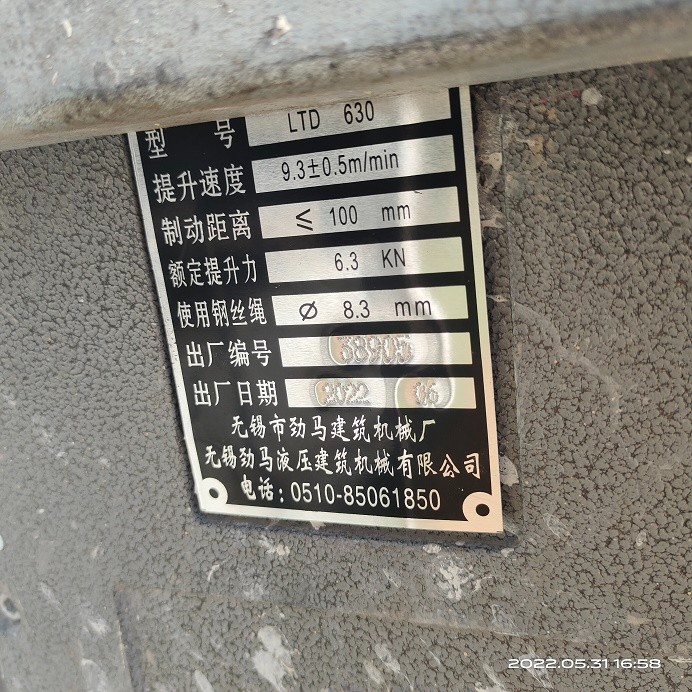 型 号 LTD 630
提升速度 9.3±0.5m/min
制动距离 ≤ 100 mm
额定提升力 6.3 KN
使用钢丝绳 Ø 8.3 mm
出厂编号 38905
出厂日期 2022 06
无锡市劲马建筑机械厂
无锡劲马液压建筑机械有限公司
电话：0510-85061850
2022.05.31 16:58